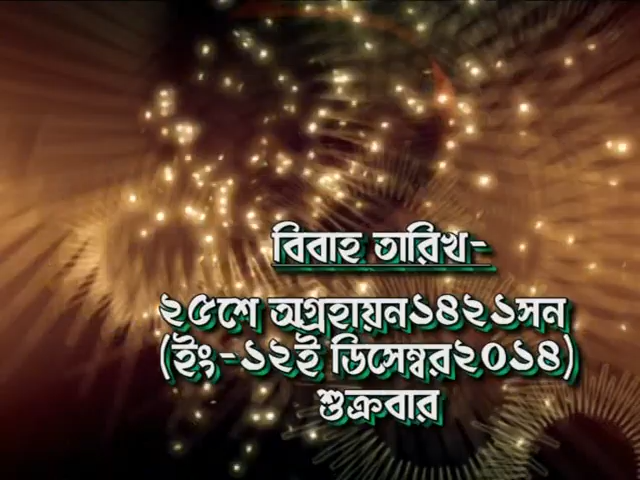 বিবাহ তারিখ-
২৫শে অগ্রহায়ন১৪২১সন
(ইং-১২ই ডিসেম্বর২০১৪)
শুক্রবার